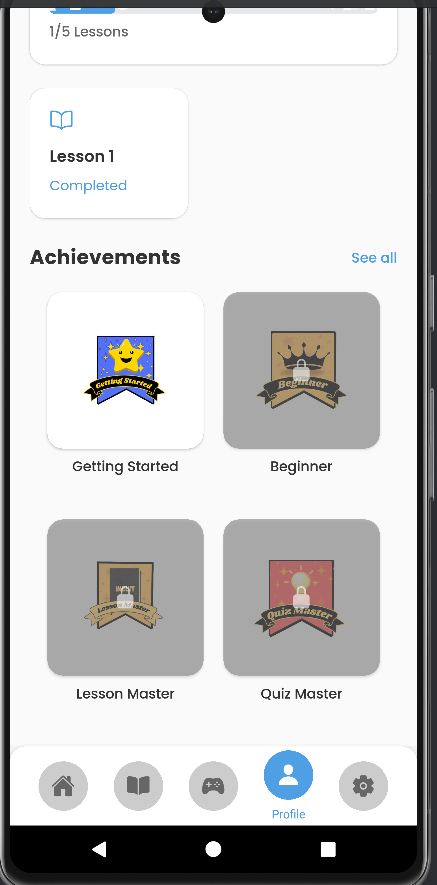 1/5 Lessons
Lesson 1
Completed
Achievements
See all
Getting Started
Getting Started
Beginner
Beginner
Lesson Master
Quiz Master
Lesson Master
Quiz Master
Profile